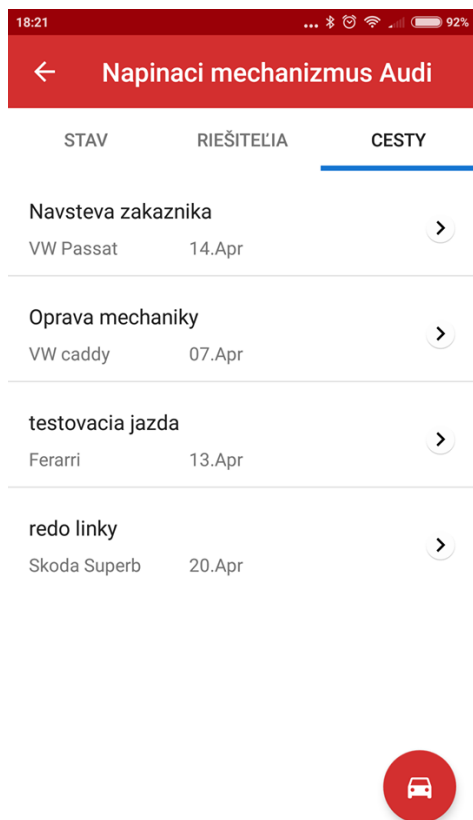 18:21 ... 92%
Napinaci mechanizmus Audi
STAV RIEŠITEĽIA CESTY
Navsteva zakaznika
VW Passat 14.Apr
Oprava mechaniky
VW caddy 07.Apr
testovacia jazda
Ferarri 13.Apr
redo linky
Skoda Superb 20.Apr